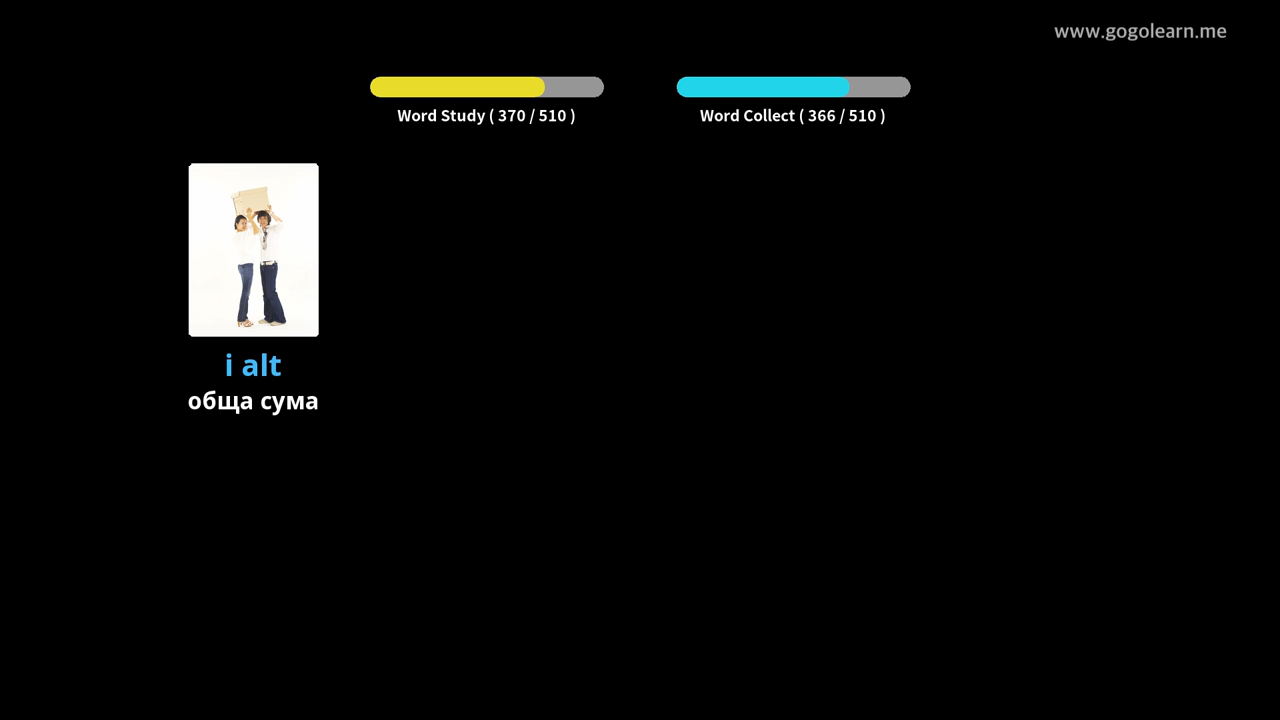 www.gogolearn.me
Word Study ( 370 / 510 )
Word Collect ( 366 / 510 )
i alt
обща сума